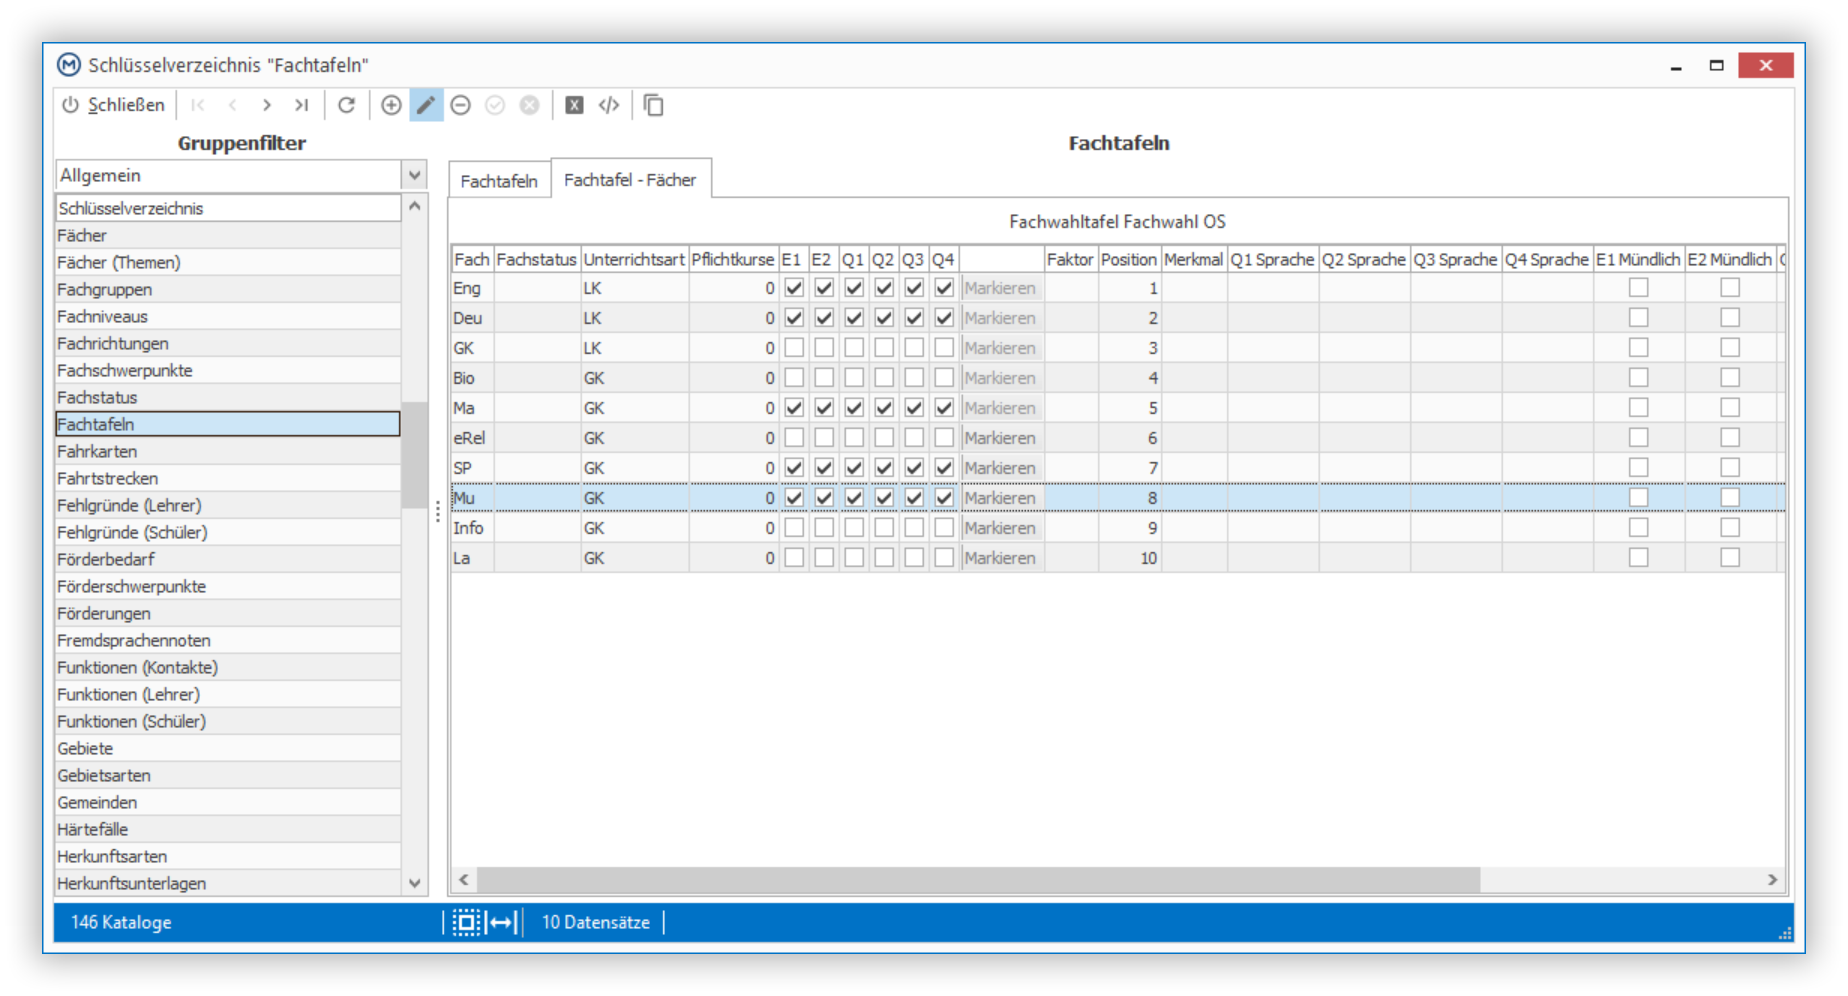 Schlüsselverzeichnis "Fachtafeln"
Schließen
Gruppenfilter
Allgemein
Schlüsselverzeichnis
Fächer
Fächer (Themen)
Fachgruppen
Fachniveaus
Fachrichtungen
Fachschwerpunkte
Fachstatus
Fachtafeln
Fahrkarten
Fahrtstrecken
Fehlgründe (Lehrer)
Fehlgründe (Schüler)
Förderbedarf
Förderschwerpunkte
Förderungen
Fremdsprachennoten
Funktionen (Kontakte)
Funktionen (Lehrer)
Funktionen (Schüler)
Gebiete
Gebietsarten
Gemeinden
Härtefälle
Herkunftsarten
Herkunftsunterlagen
Fachtafeln
Fachtafeln Fachtafel - Fächer
Fachwahltafel Fachwahl OS
Fach Fachstatus Unterrichtsart Pflichtkurse E1 E2 Q1 Q2 Q3 Q4 Faktor Position Merkmal Q1 Sprache Q2 Sprache Q3 Sprache Q4 Sprache E1 Mündlich E2 Mündlich
Eng LK 0 Markieren 1
Deu LK 0 Markieren 2
GK LK 0 Markieren 3
Bio GK 0 Markieren 4
Ma GK 0 Markieren 5
eRel GK 0 Markieren 6
SP GK 0 Markieren 7
Mu GK 0 Markieren 8
Info GK 0 Markieren 9
La GK 0 Markieren 10
146 Kataloge 10 Datensätze